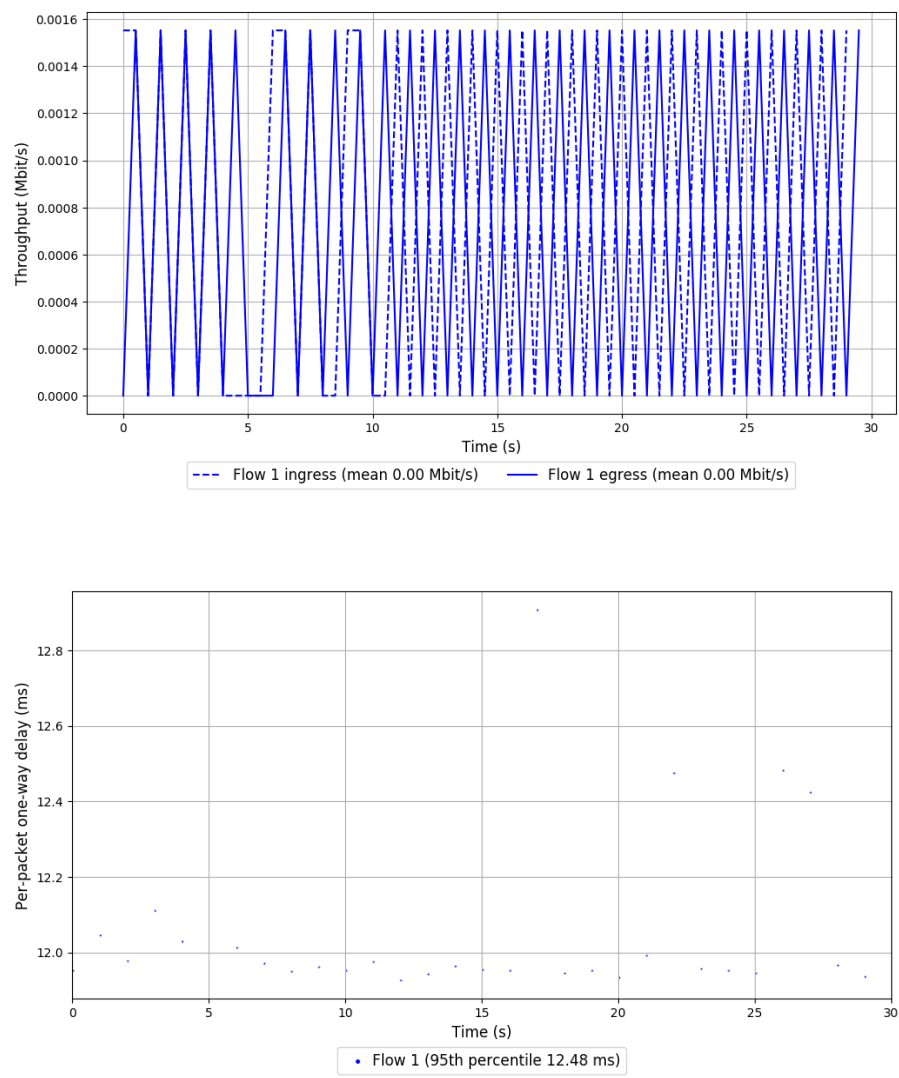 0.0016
0.0014
0.0012
0.0010
0.0008
0.0006
0.0004
0.0002
0.0000
Throughput (Mbit/s)
0 5 10 15 20 25 30
Time (s)
Flow 1 ingress (mean 0.00 Mbit/s) Flow 1 egress (mean 0.00 Mbit/s)
12.8
12.6
12.4
12.2
12.0
Per-packet one-way delay (ms)
0 5 10 15 20 25 30
Time (s)
Flow 1 (95th percentile 12.48 ms)